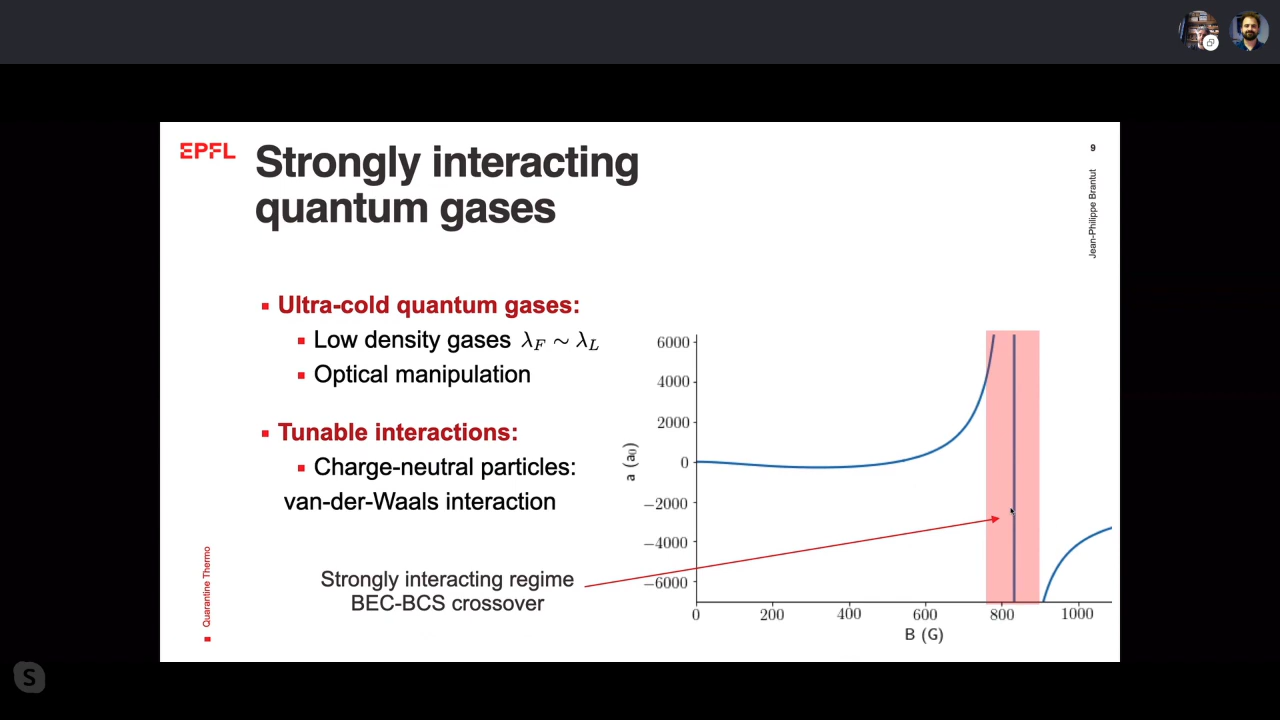 EPFL
Strongly interacting
quantum gases
9
Jean-Philippe Brantut
Ultra-cold quantum gases:
Low density gases λF ∼ λL
Optical manipulation
Tunable interactions:
Charge-neutral particles:
van-der-Waals interaction
Strongly interacting regime
BEC-BCS crossover
Quarantine Thermo
6000
4000
2000
0
−2000
−4000
−6000
a (a0)
0 200 400 600 800 1000
B (G)
S